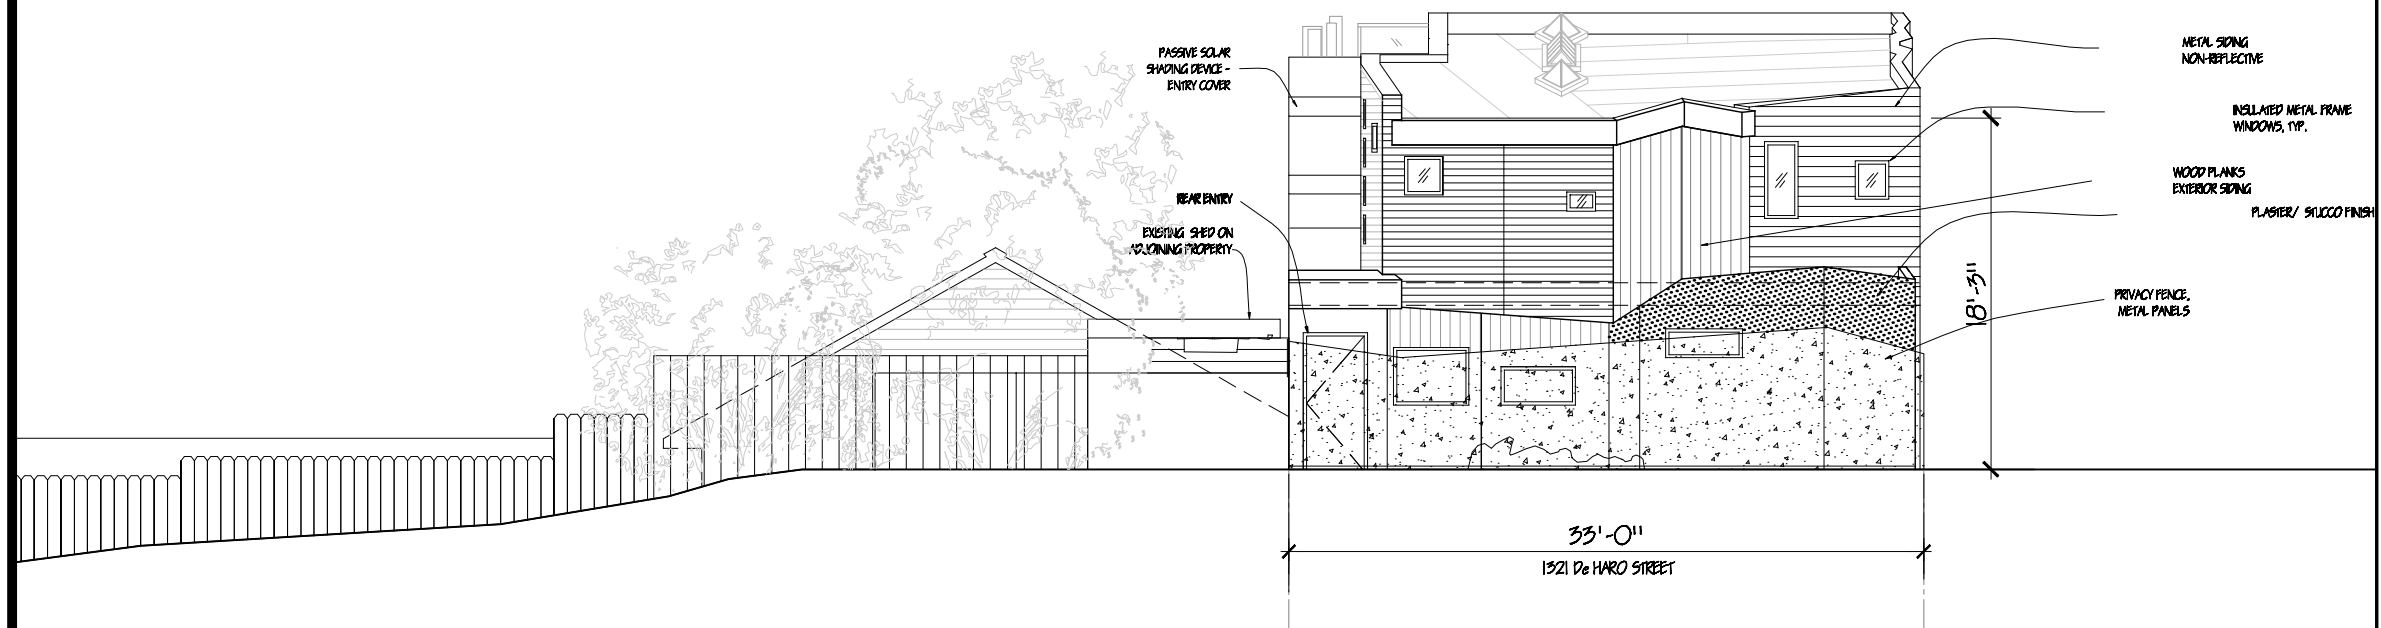 PASSIVE SOLAR
SHADING DEVICE -
ENTRY COVER
REAR ENTRY
EXISTING SHED ON
ADJOINING PROPERTY
METAL SIDING
NON-REFLECTIVE
INSULATED METAL FRAME
WINDOWS, TYP.
WOOD PLANKS
EXTERIOR SIDING
PLASTER/ STUCCO FINISH
PRIVACY FENCE,
METAL PANELS
18'-3"
33'-0"
1321 De HARO STREET